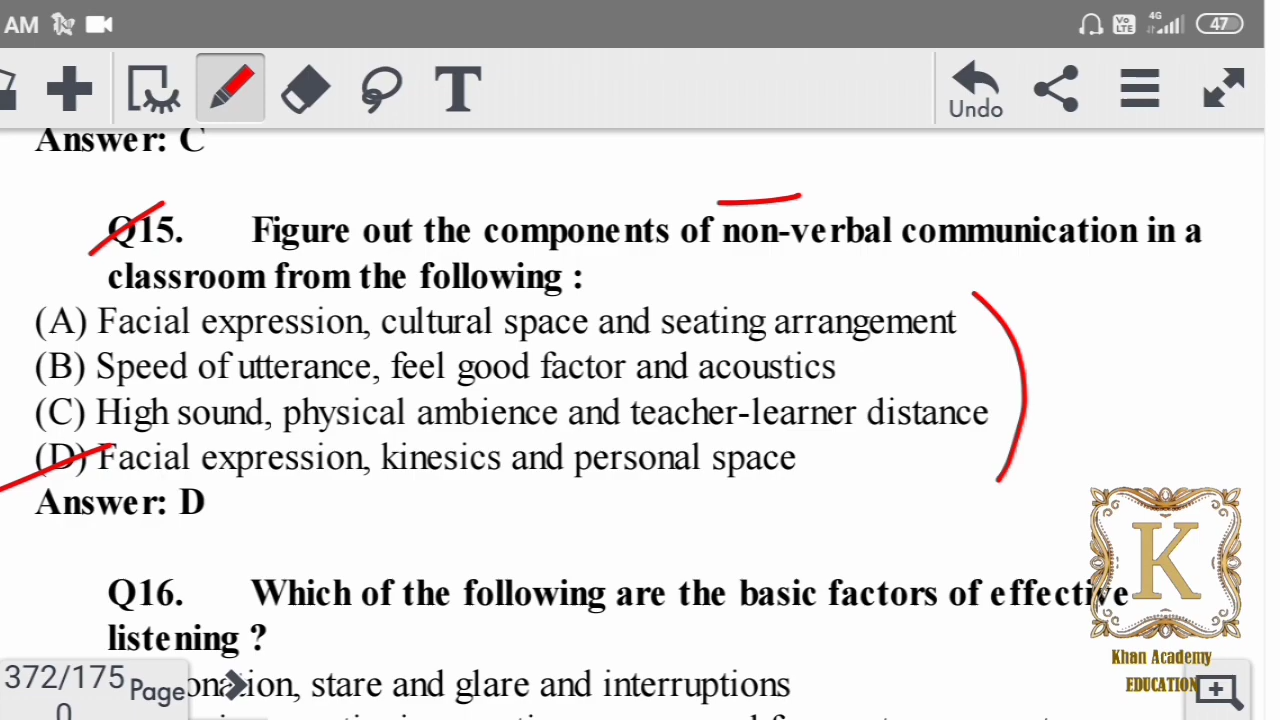 AM
Vo LTE 4G 47
T
Undo
Answer: C
Q15. Figure out the components of non-verbal communication in a
classroom from the following :
(A) Facial expression, cultural space and seating arrangement
(B) Speed of utterance, feel good factor and acoustics
(C) High sound, physical ambience and teacher-learner distance
(D) Facial expression, kinesics and personal space
Answer: D
Q16. Which of the following are the basic factors of effective
listening ?
K
Khan Academy
EDUCATION
372/175
0
Page
onation, stare and glare and interruptions